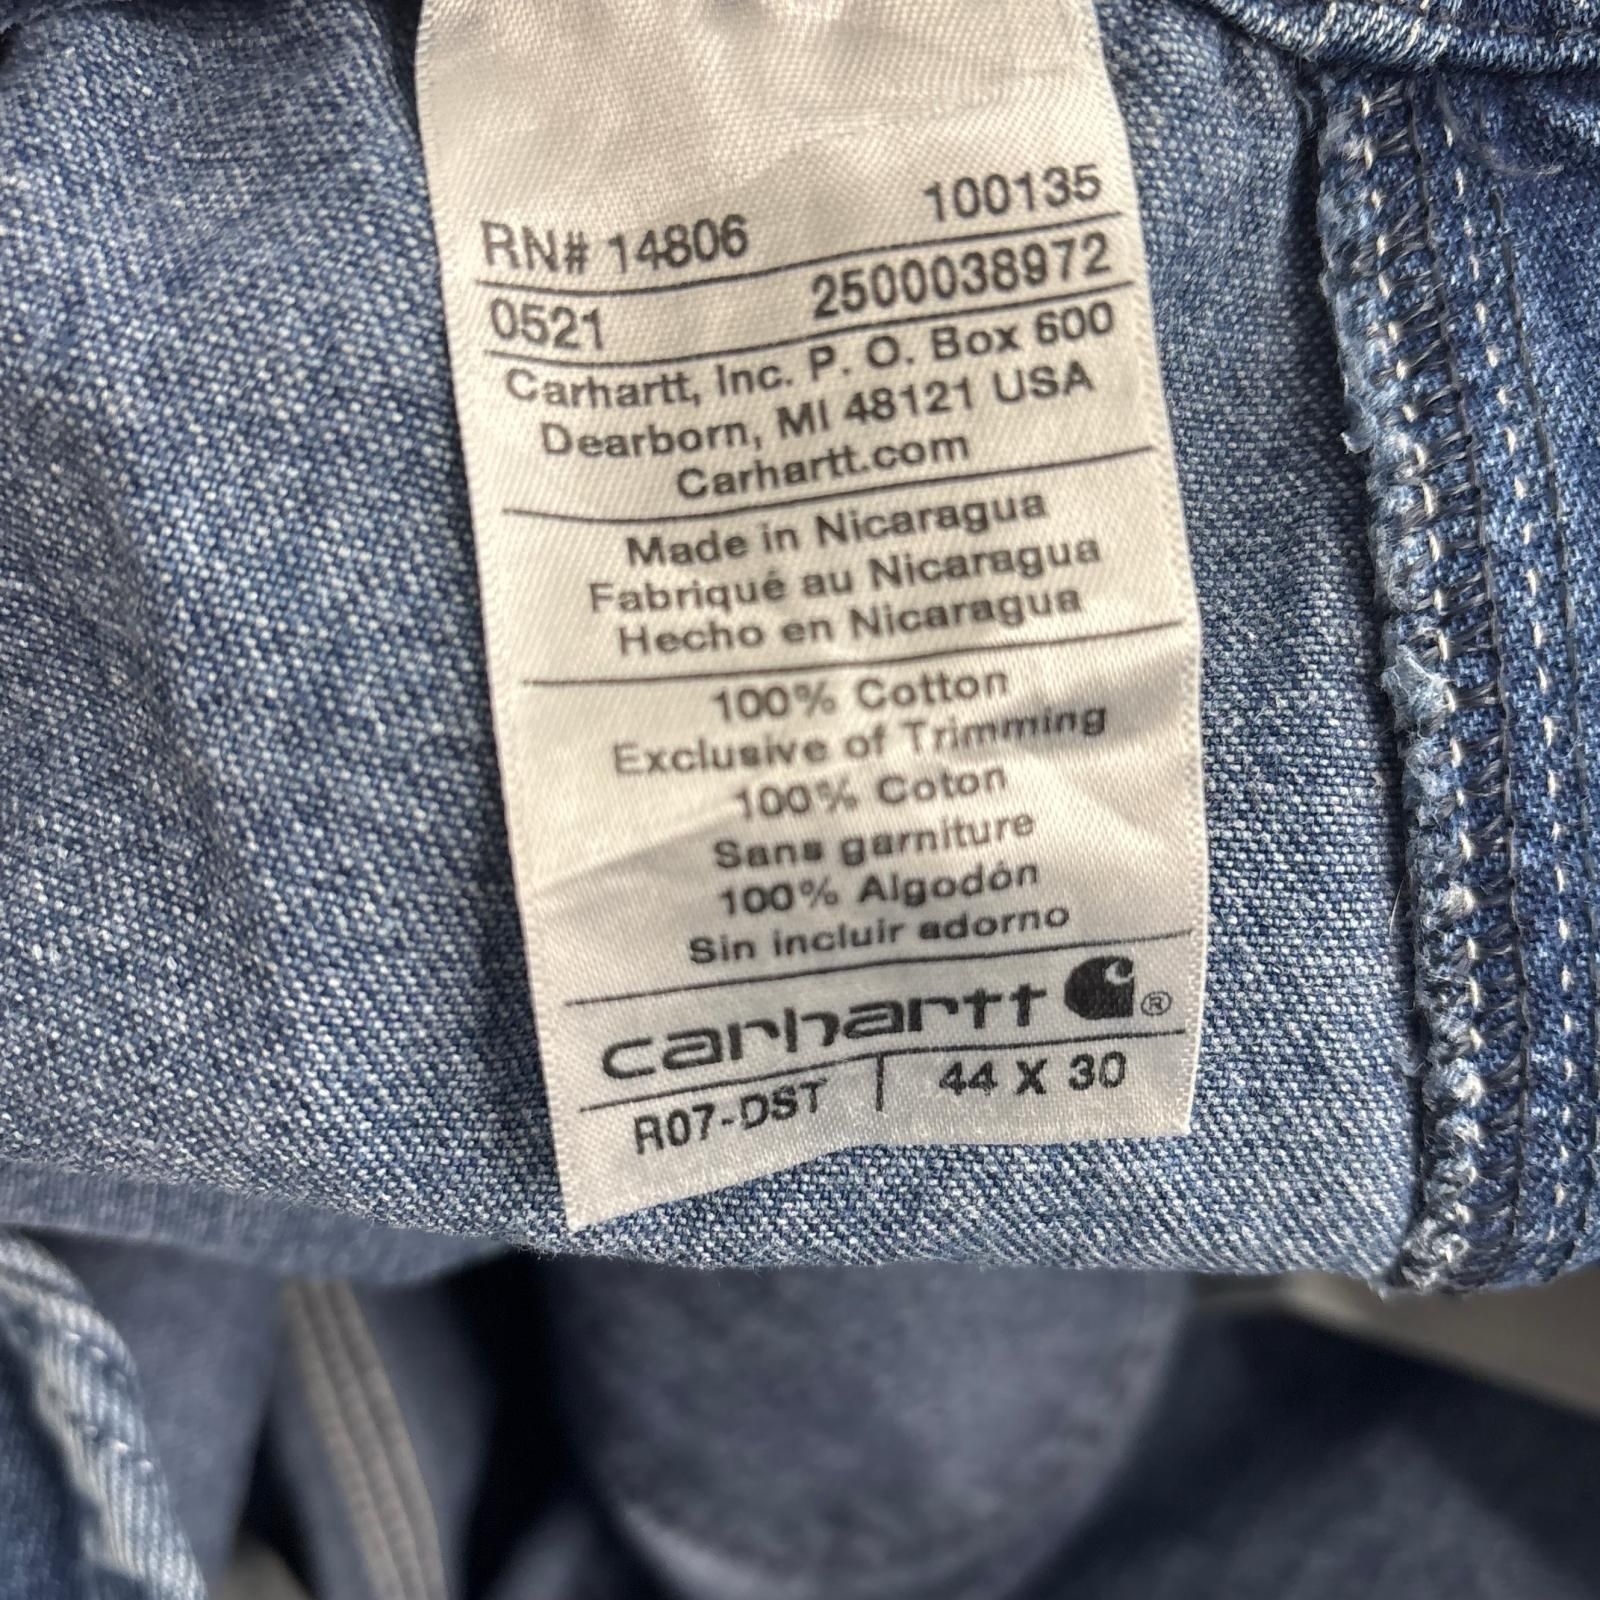 RN# 14806 100135
0521 2500038972
Carhartt, Inc. P. O. Box 600
Dearborn, MI 48121 USA
Carhartt.com
Made in Nicaragua
Fabriqué au Nicaragua
Hecho en Nicaragua
100% Cotton
Exclusive of Trimming
100% Coton
Sans garniture
100% Algodón
Sin incluir adorno
carhartt ®
R07-DST | 44 X 30